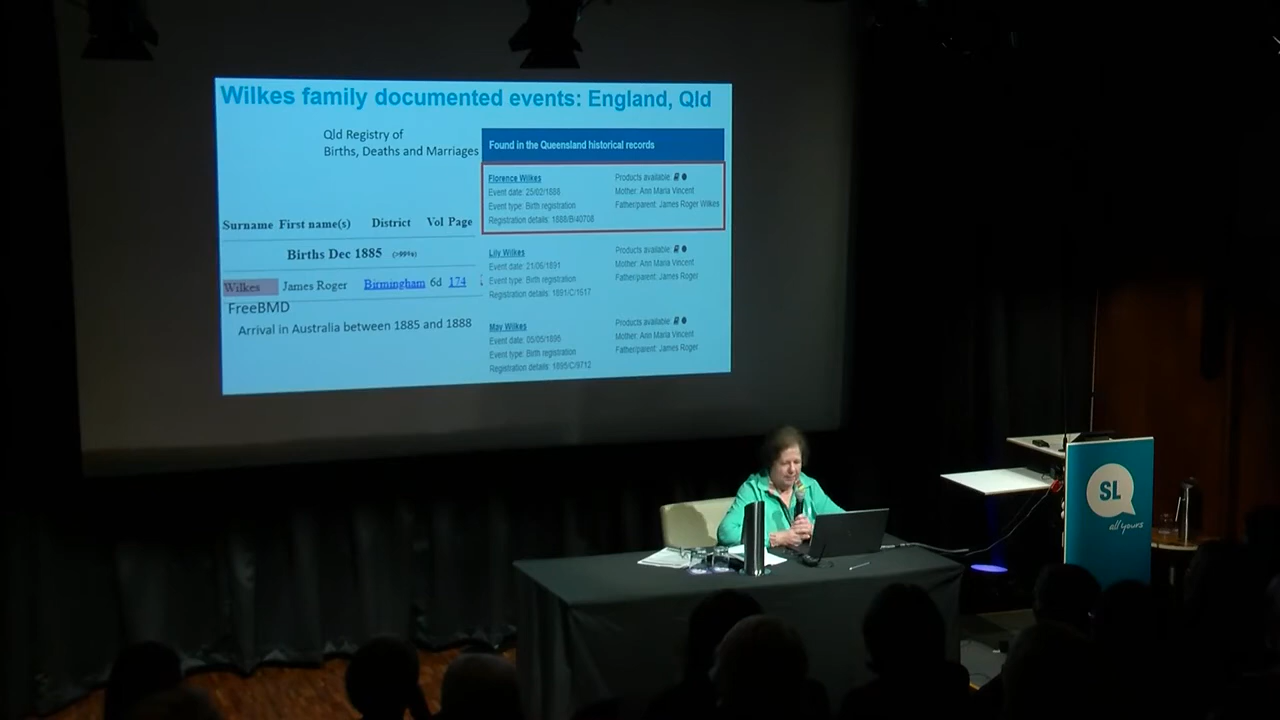 Wilkes family documented events: England, Qld
Qld Registry of
Births, Deaths and Marriages
Found in the Queensland historical records
Florence Wilkes
Event date: 25/02/1888
Event type: Birth registration
Registration details: 1888/B/40708
Products available:
Mother: Ann Maria Vincent
Father/parent: James Roger Wilkes
Surname First name(s) District Vol Page
Births Dec 1885 (>99%)
Wilkes James Roger Birmingham 6d 174
FreeBMD
Arrival in Australia between 1885 and 1888
Lily Wilkes
Event date: 21/06/1891
Event type: Birth registration
Registration details: 1891/C/1617
Products available:
Mother: Ann Maria Vincent
Father/parent: James Roger
May Wilkes
Event date: 05/05/1895
Event type: Birth registration
Registration details: 1895/C/9712
Products available:
Mother: Ann Maria Vincent
Father/parent: James Roger
SL
all yours